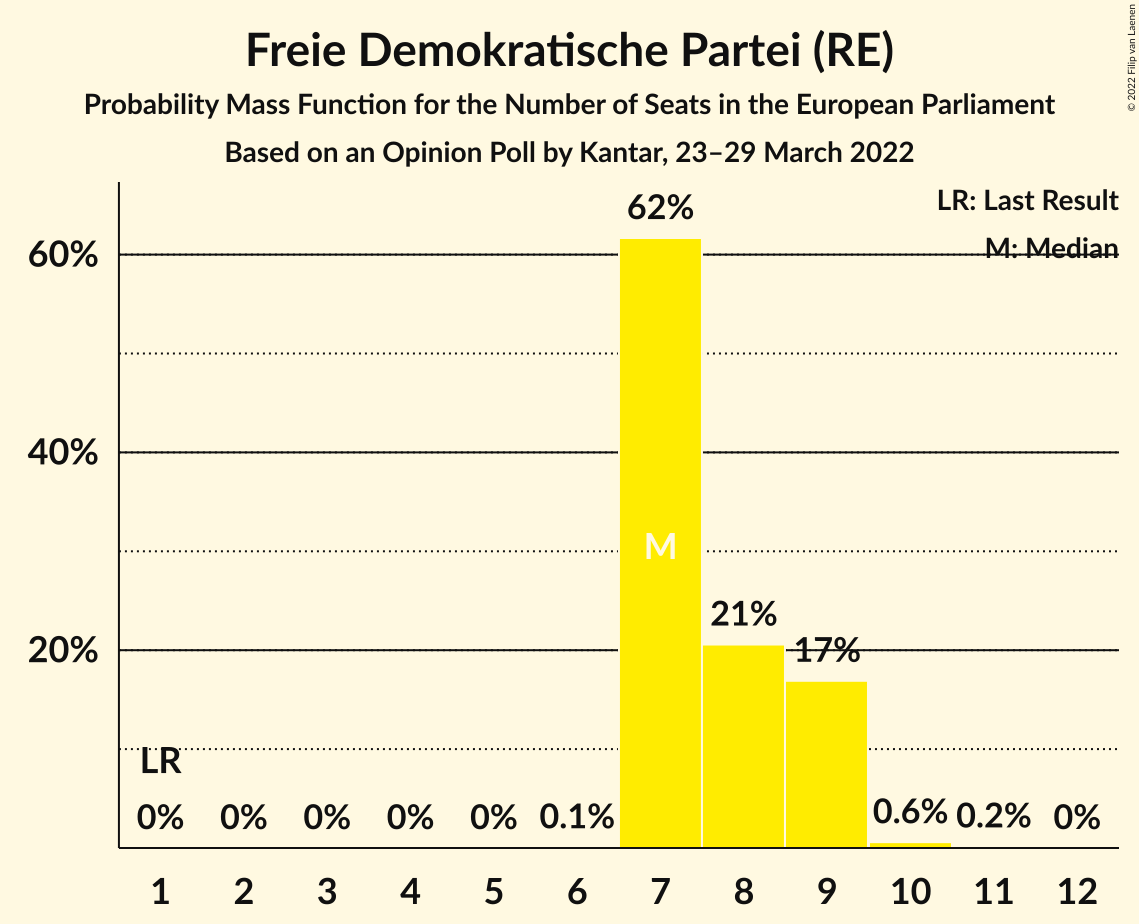 Freie Demokratische Partei (RE)
Probability Mass Function for the Number of Seats in the European Parliament
Based on an Opinion Poll by Kantar, 23–29 March 2022
© 2022 Filip van Laenen
LR: Last Result
M: Median
62%
60%
40%
M
21%
20%
17%
LR
0% 0% 0% 0% 0% 0.1% 0.6% 0.2% 0%
1 2 3 4 5 6 7 8 9 10 11 12